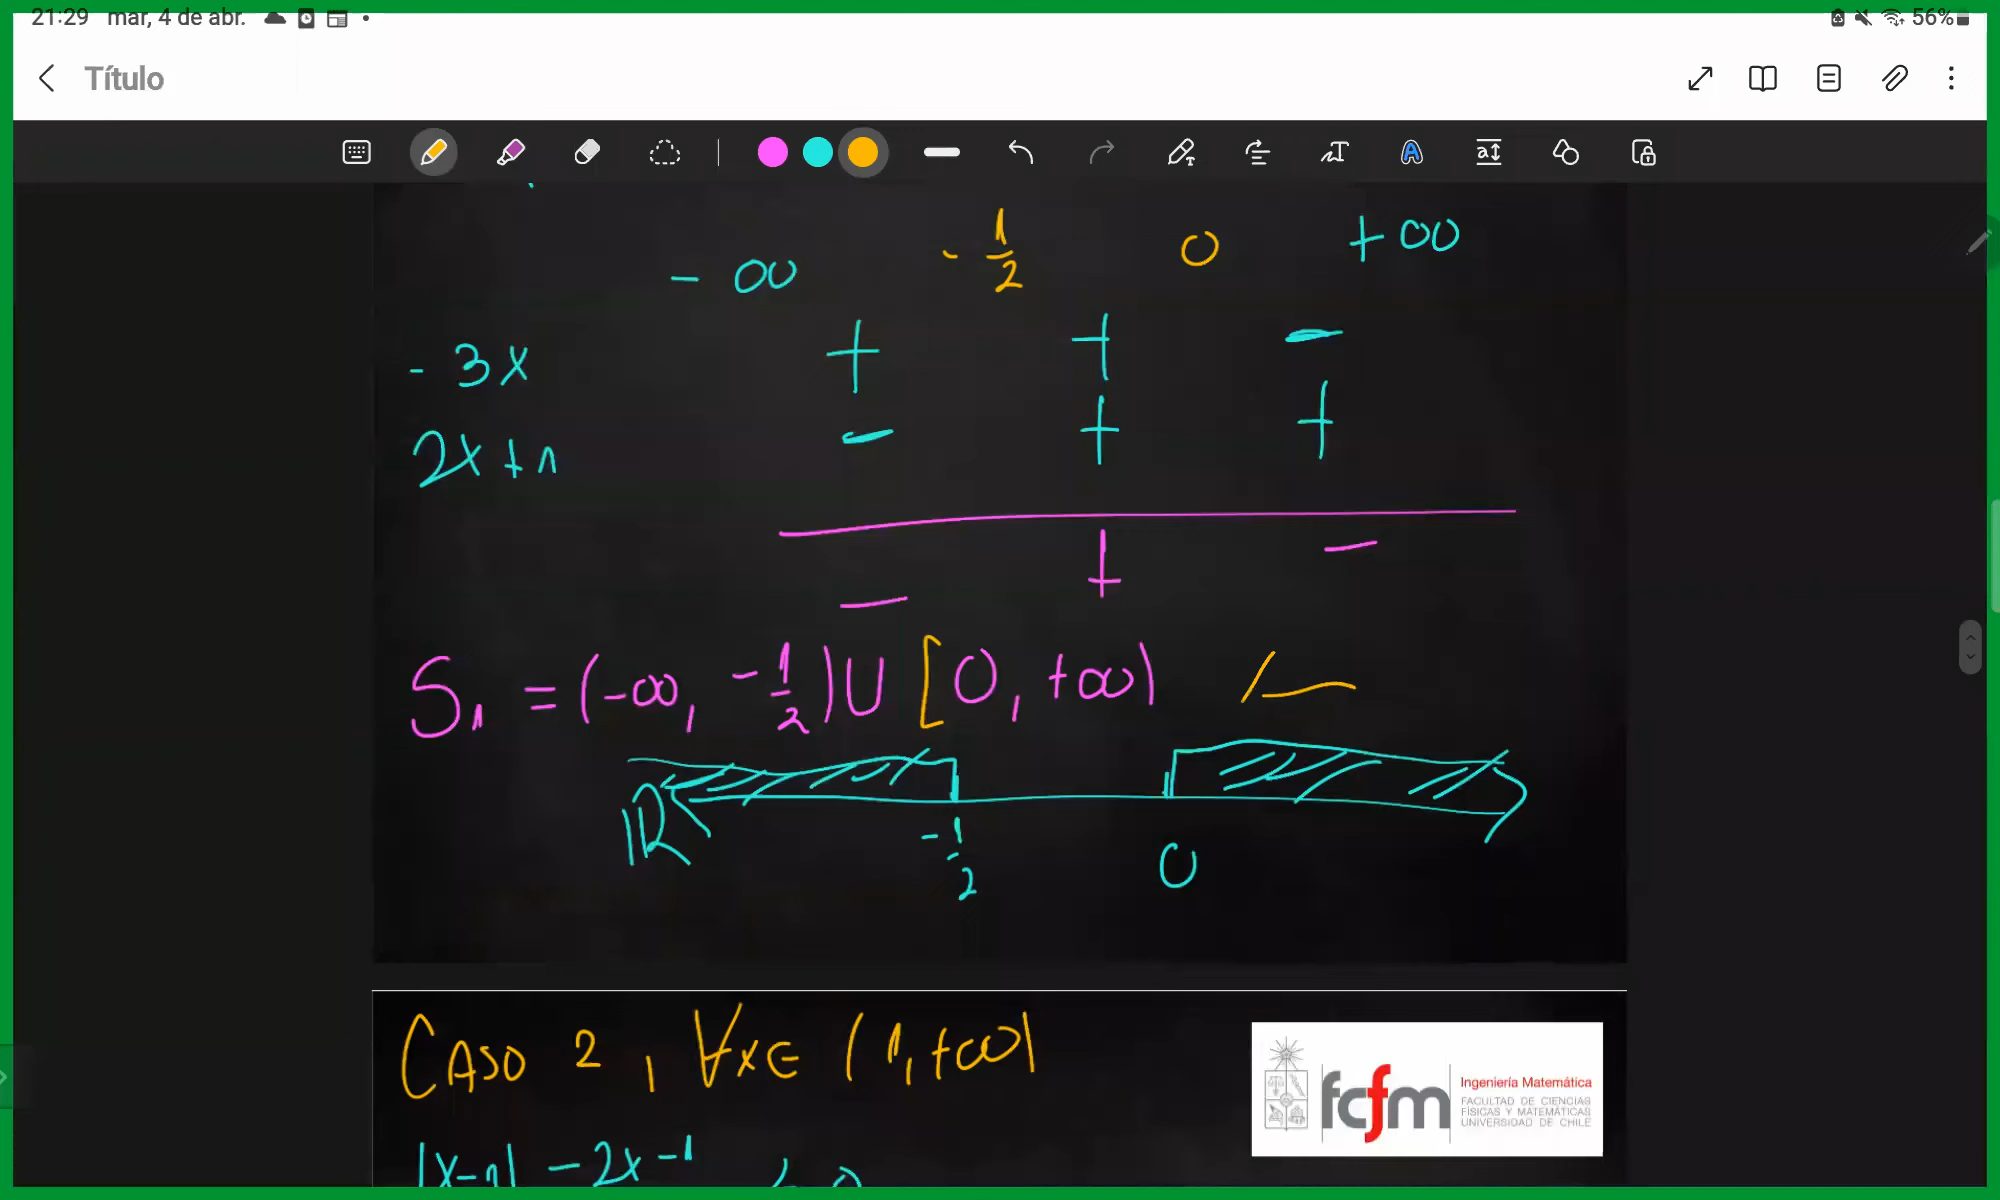 21:29 mar, 4 de abr. 56%
Título
-∞ -1/2 0 +∞
-3x + + -
2x+1 - + +
- + -
S₁ = (-∞, -1/2) ∪ [0, +∞)
ℝ -1/2 0
CASO 2, ∀x∈ (1,+∞)
|x-1| -2x-1
fcfm
Ingeniería Matemática
FACULTAD DE CIENCIAS
FÍSICAS Y MATEMÁTICAS
UNIVERSIDAD DE CHILE